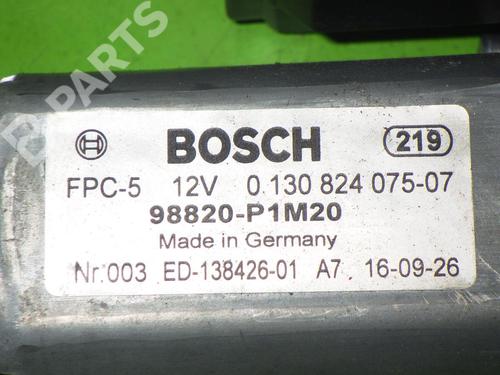 B-PARTS
BOSCH 219
FPC-5 12V 0 130 824 075-07
98820-P1M20
Made in Germany
Nr.003 ED-138426-01 A7 16-09-26